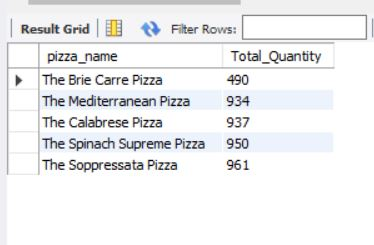 Result Grid Filter Rows:
pizza_name Total_Quantity
The Brie Carre Pizza 490
The Mediterranean Pizza 934
The Calabrese Pizza 937
The Spinach Supreme Pizza 950
The Soppressata Pizza 961